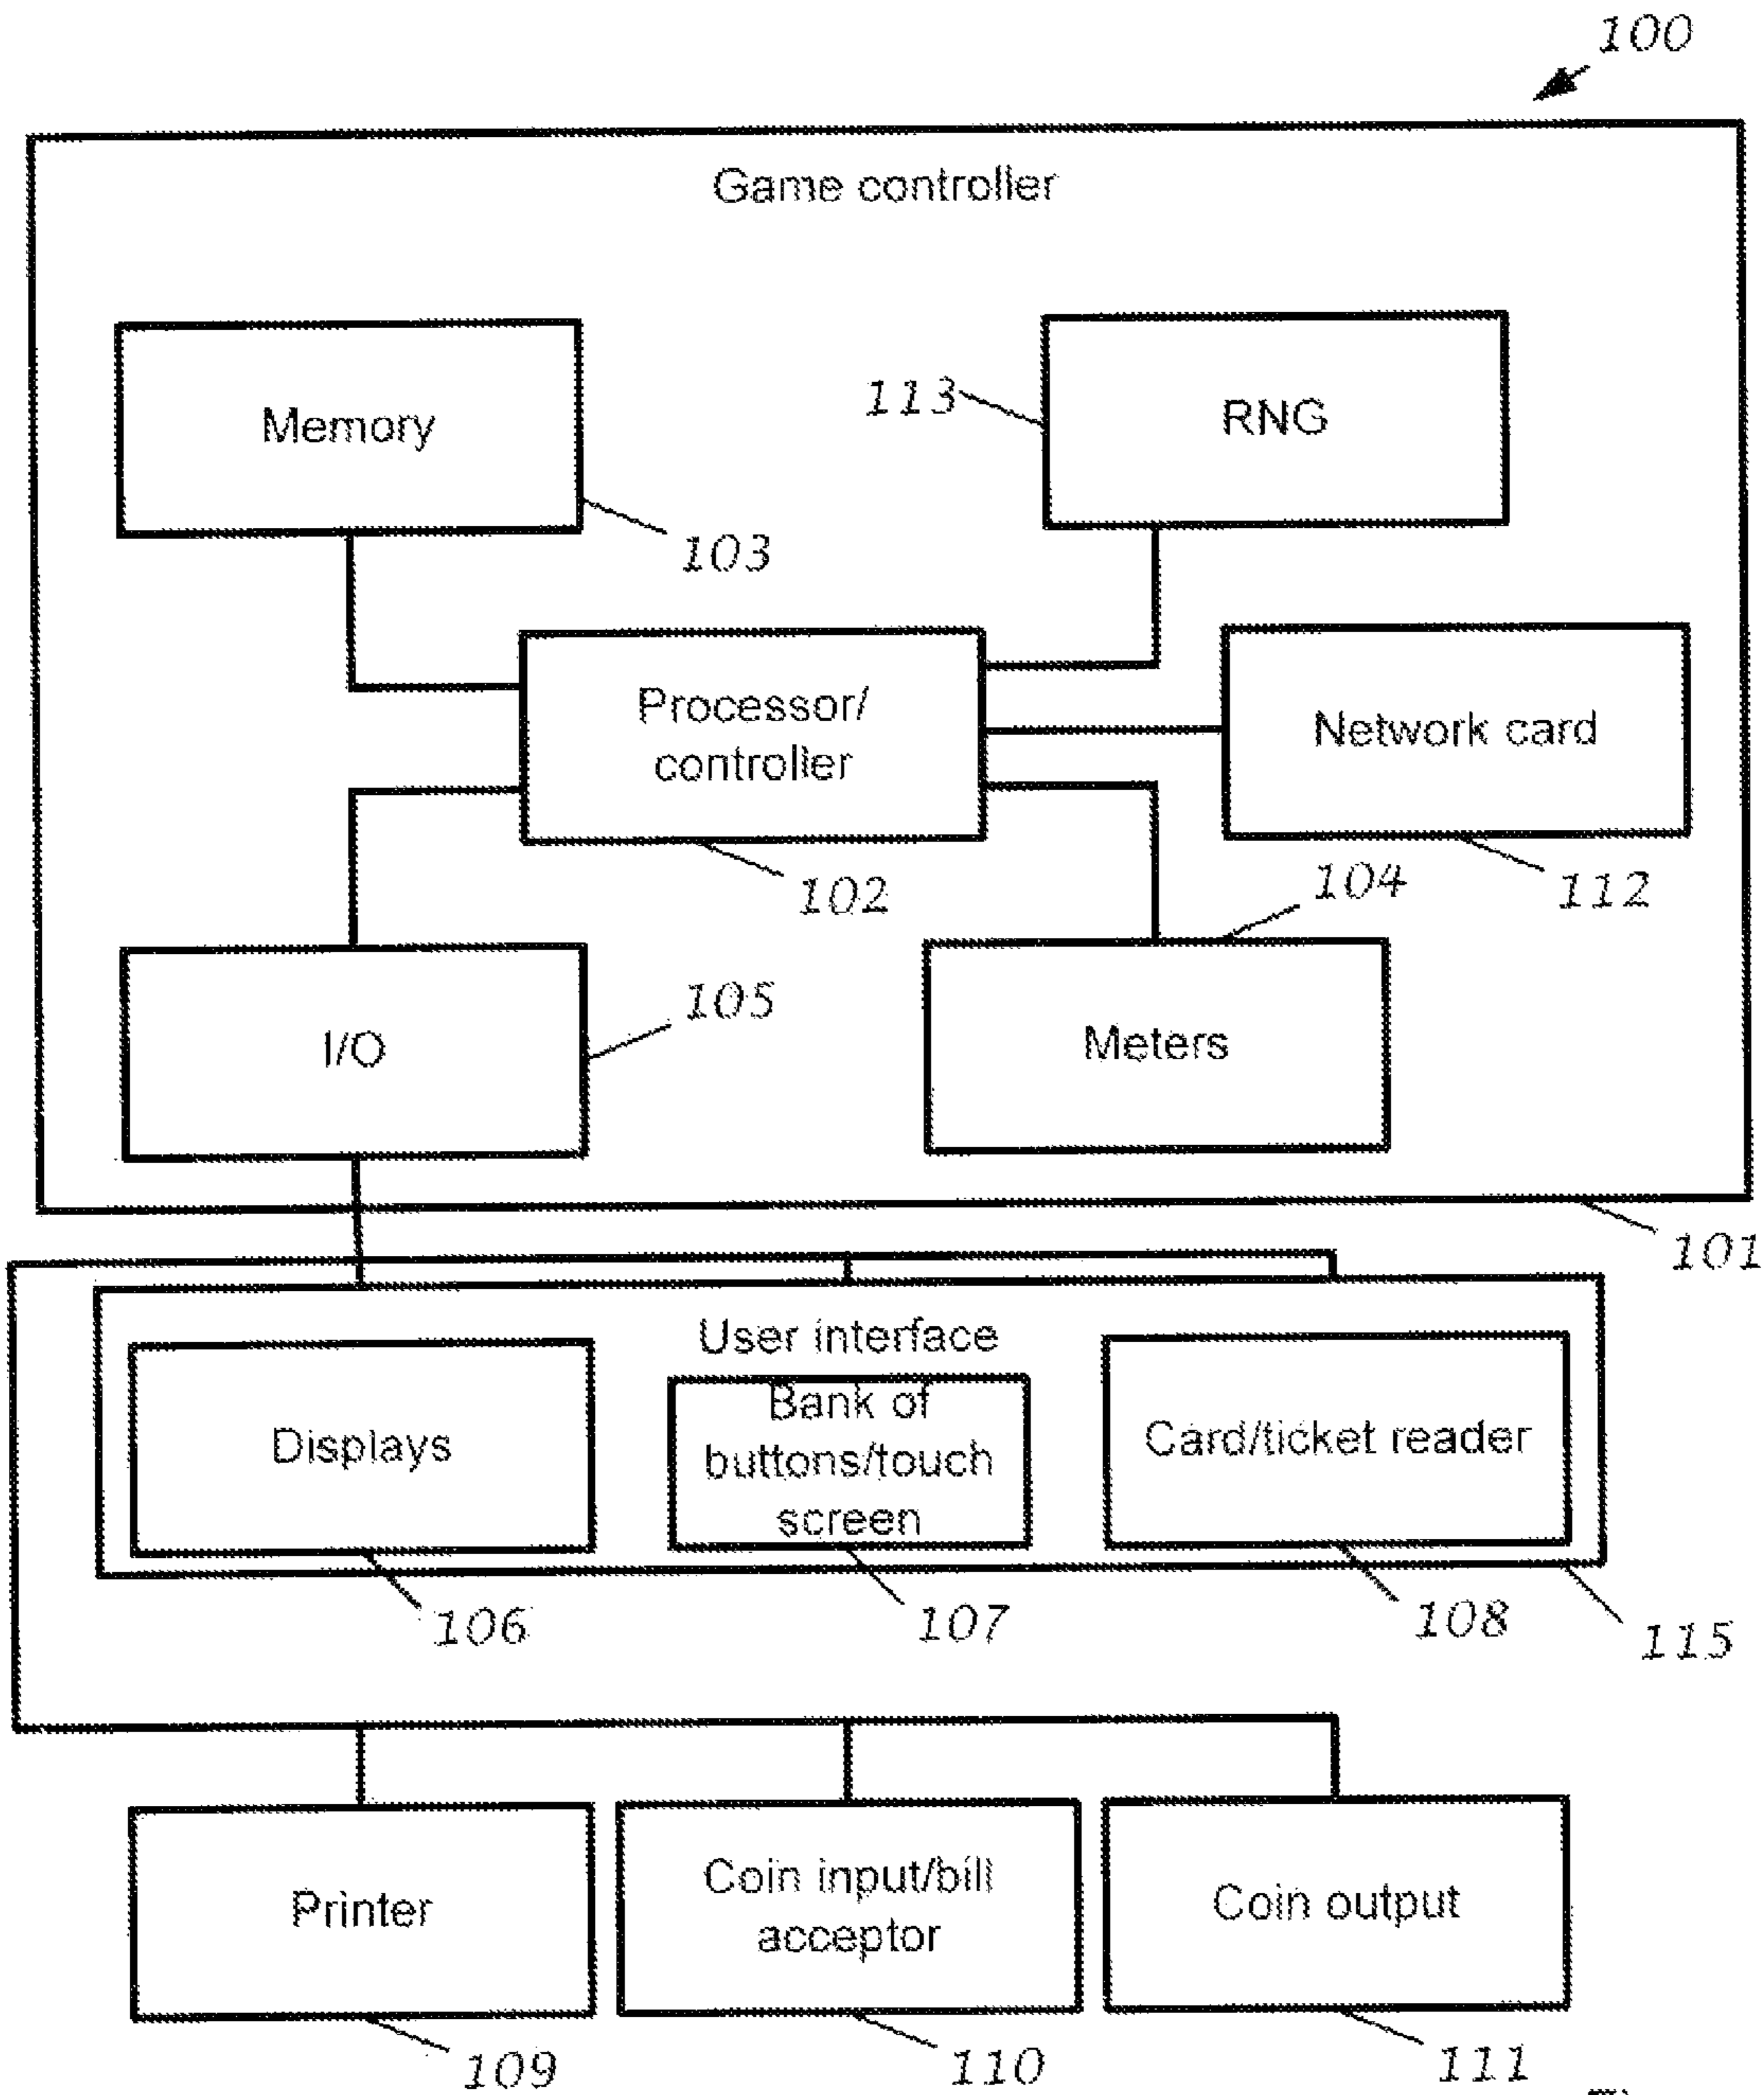 100
Game controller
Memory
113
RNG
103
Processor/
controller
Network card
102
104
112
I/O
105
Meters
101
User interface
Displays
Bank of
buttons/touch
screen
Card/ticket reader
106
107
108
115
Printer
Coin input/bill
acceptor
Coin output
109
110
111